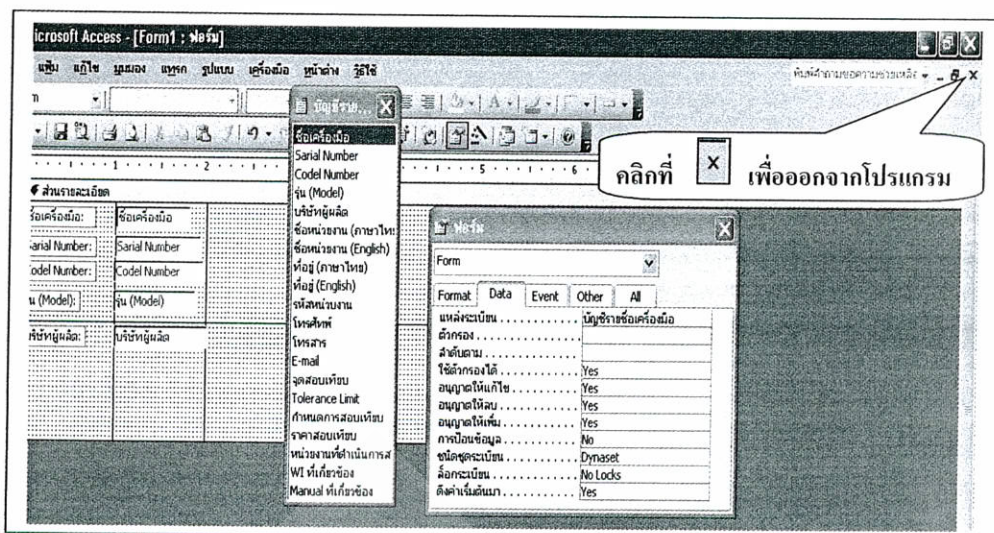 icrosoft Access - [Form1 : ฟอร์ม]
แฟ้ม แก้ไข มุมมอง แทรก รูปแบบ เครื่องมือ หน้าต่าง วิธีใช้
พิมพ์คำถามขอความช่วยเหลือ
บัญชีราย...
ชื่อเครื่องมือ
Sarial Number
Codel Number
รุ่น (Model)
บริษัทผู้ผลิต
ชื่อหน่วยงาน (ภาษาไทย
ชื่อหน่วยงาน (English)
ที่อยู่ (ภาษาไทย)
ที่อยู่ (English)
รหัสหน่วยงาน
โทรศัพท์
โทรสาร
E-mail
จุดสอบเทียบ
Tolerance Limit
กำหนดการสอบเทียบ
ราคาสอบเทียบ
หน่วยงานที่ดำเนินการส
WI ที่เกี่ยวข้อง
Manual ที่เกี่ยวข้อง
1 2 5 6
คลิกที่ x เพื่อออกจากโปรแกรม
ส่วนรายละเอียด
ชื่อเครื่องมือ: ชื่อเครื่องมือ
Sarial Number: Sarial Number
Codel Number: Codel Number
รุ่น (Model): รุ่น (Model)
บริษัทผู้ผลิต: บริษัทผู้ผลิต
ฟอร์ม
Form
Format Data Event Other All
แหล่งระเบียน . . . . . . . . . . . . บัญชีรายชื่อเครื่องมือ
ตัวกรอง . . . . . . . . . . . .
ลำดับตาม . . . . . . . . . . . .
ใช้ตัวกรองได้ . . . . . . . . . . . . Yes
อนุญาตให้แก้ไข . . . . . . . . . . . . Yes
อนุญาตให้ลบ . . . . . . . . . . . . Yes
อนุญาตให้เพิ่ม . . . . . . . . . . . . Yes
การป้อนข้อมูล . . . . . . . . . . . . No
ชนิดชุดระเบียน . . . . . . . . . . . . Dynaset
ล็อกระเบียน . . . . . . . . . . . . No Locks
ดึงค่าเริ่มต้นมา . . . . . . . . . . . . Yes